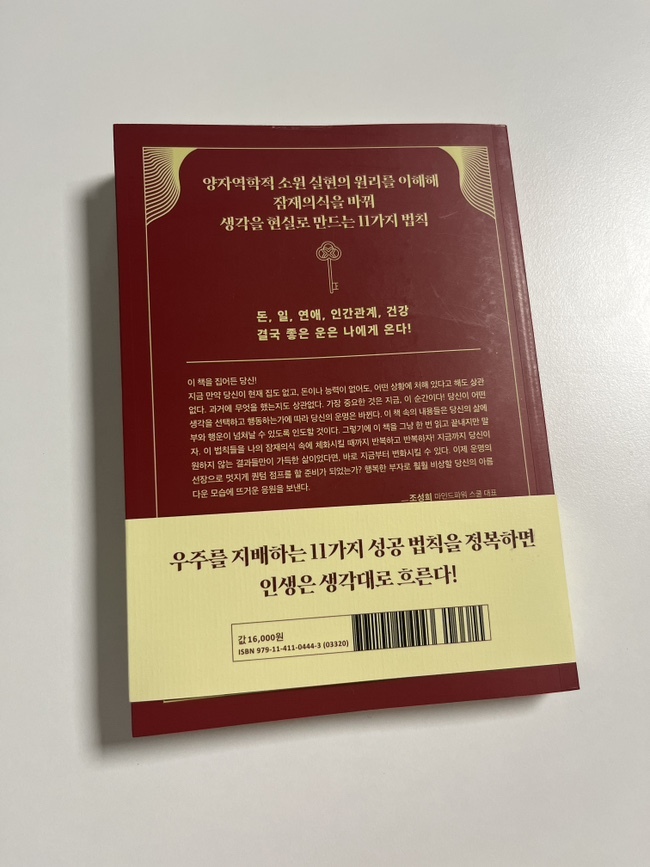 양자역학적 소원 실현의 원리를 이해해
잠재의식을 바꿔
생각을 현실로 만드는 11가지 법칙
돈, 일, 연애, 인간관계, 건강
결국 좋은 운은 나에게 온다!
이 책을 집어든 당신!
지금 만약 당신이 현재 집도 없고, 돈이나 능력이 없어도, 어떤 상황에 처해 있다고 해도 상관
없다. 과거에 무엇을 했는지도 상관없다. 가장 중요한 것은 지금, 이 순간이다! 당신이 어떤
생각을 선택하고 행동하는가에 따라 당신의 운명은 바뀐다. 이 책 속의 내용들은 당신의 삶에
부와 행운이 넘쳐날 수 있도록 인도할 것이다. 그렇기에 이 책을 그냥 한 번 읽고 끝내지만 말
자. 이 법칙들을 나의 잠재의식 속에 체화시킬 때까지 반복하고 반복하자! 지금까지 당신이
원하지 않는 결과들만이 가득한 삶이었다면, 바로 지금부터 변화시킬 수 있다. 이제 운명의
선장으로 멋지게 퀀텀 점프를 할 준비가 되었는가? 행복한 부자로 훨훨 비상할 당신의 아름
다운 모습에 뜨거운 응원을 보낸다.
— 조성희 마인드파워 스쿨 대표
우주를 지배하는 11가지 성공 법칙을 정복하면
인생은 생각대로 흐른다!
값 16,000원
ISBN 979-11-411-0444-3 (03320)